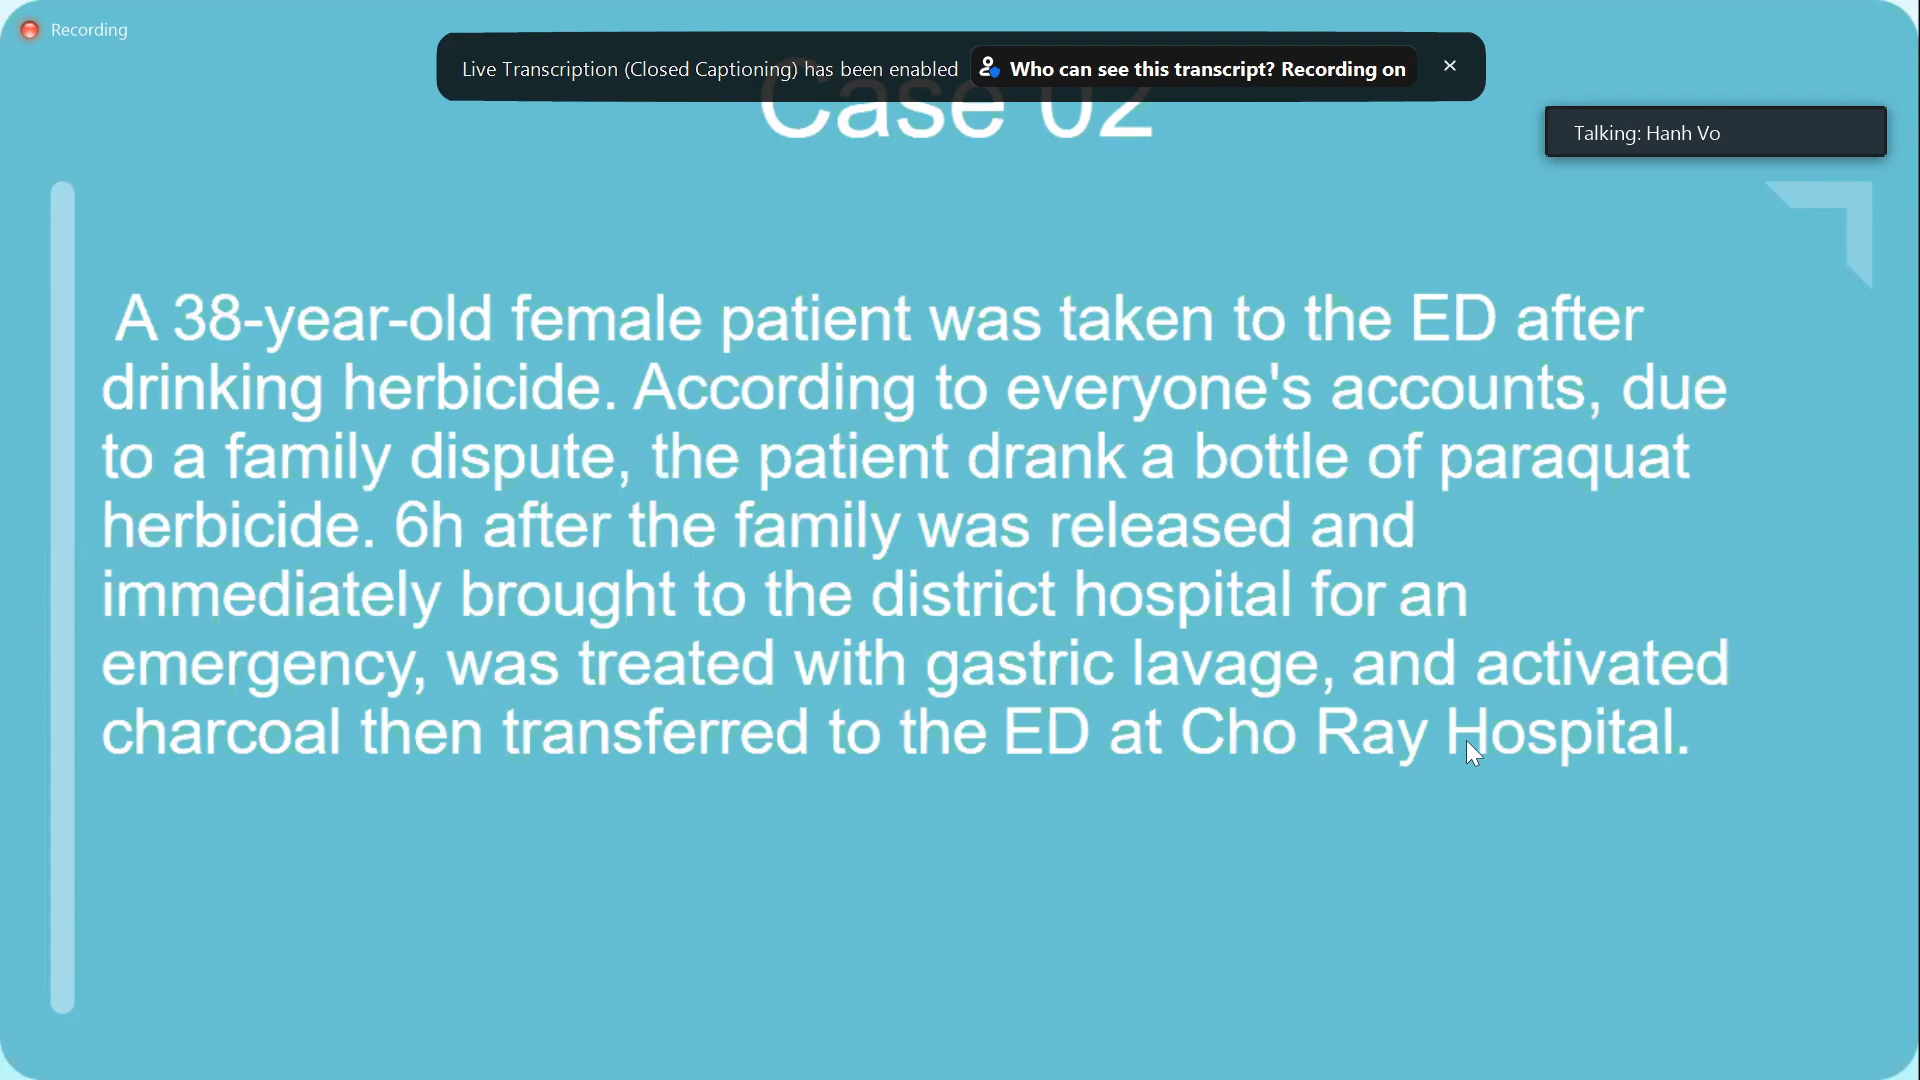 Recording
Live Transcription (Closed Captioning) has been enabled Who can see this transcript? Recording on
Case 02
Talking: Hanh Vo
A 38-year-old female patient was taken to the ED after
drinking herbicide. According to everyone's accounts, due
to a family dispute, the patient drank a bottle of paraquat
herbicide. 6h after the family was released and
immediately brought to the district hospital for an
emergency, was treated with gastric lavage, and activated
charcoal then transferred to the ED at Cho Ray Hospital.